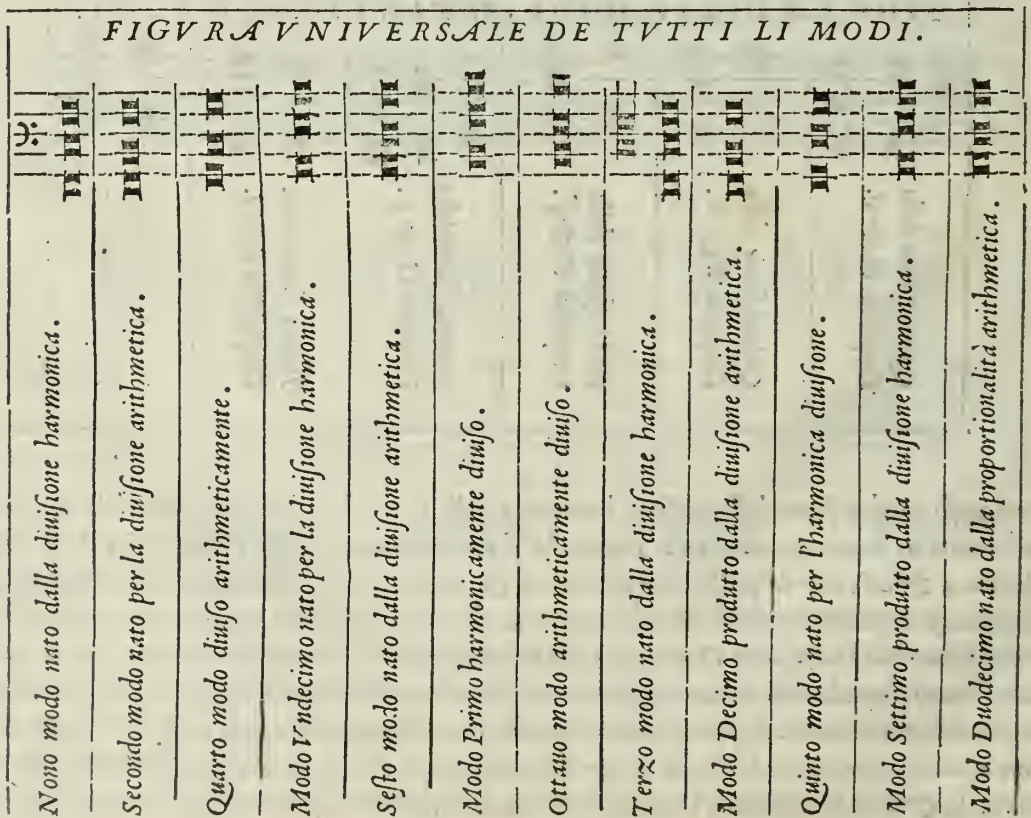 FIGVRA VNIVERSALE DE TVTTI LI MODI.
Nono modo nato dalla diuiſione harmonica.
Secondo modo nato per la diuiſione arithmetica.
Quarto modo diuiſo arithmeticamente.
Modo Vndecimo nato per la diuiſione harmonica.
Seſto modo nato dalla diuiſione arithmetica.
Modo Primo harmonicamente diuiſo.
Ottauo modo arithmeticamente diuiſo.
Terzo modo nato dalla diuiſione harmonica.
Modo Decimo produtto dalla diuiſione arithmetica.
Quinto modo nato per l'harmonica diuiſione.
Modo Settimo produtto dalla diuiſione harmonica.
Modo Duodecimo nato dalla proportionalità arithmetica.